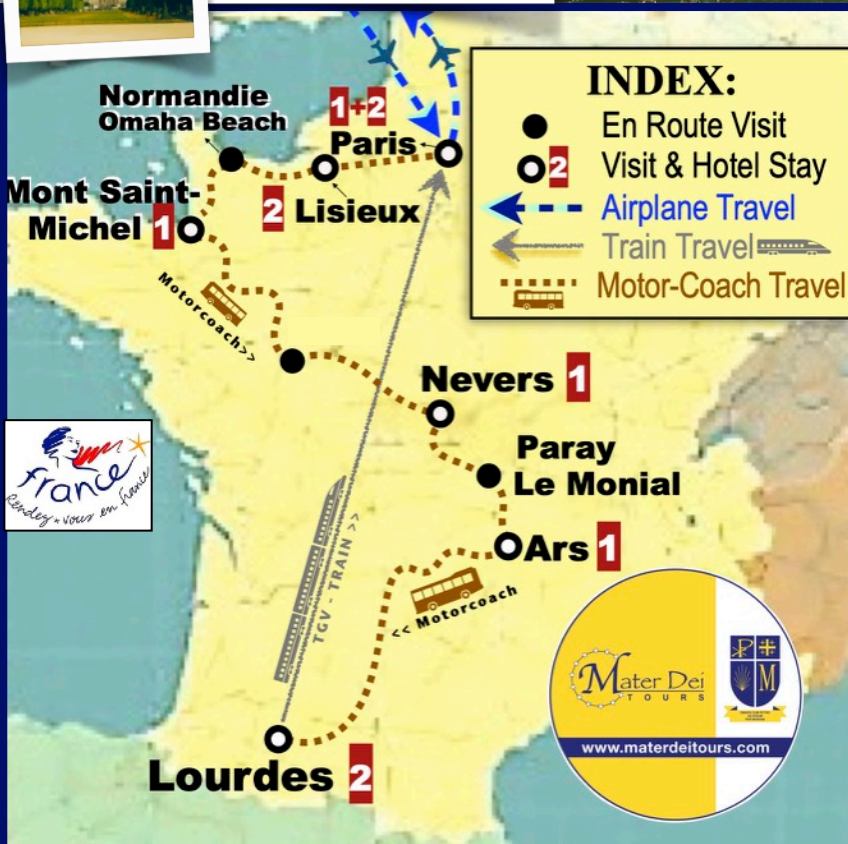 INDEX:
En Route Visit
2 Visit & Hotel Stay
Airplane Travel
Train Travel
Motor-Coach Travel
Normandie
Omaha Beach
1+2
Paris
2 Lisieux
Mont Saint-
Michel 1
Motorcoach>>
Nevers 1
Paray
Le Monial
Ars 1
<< Motorcoach
TGV - TRAIN >>
Lourdes 2
france
Rendez-vous en france
Mater Dei
TOURS
M
www.materdeitours.com